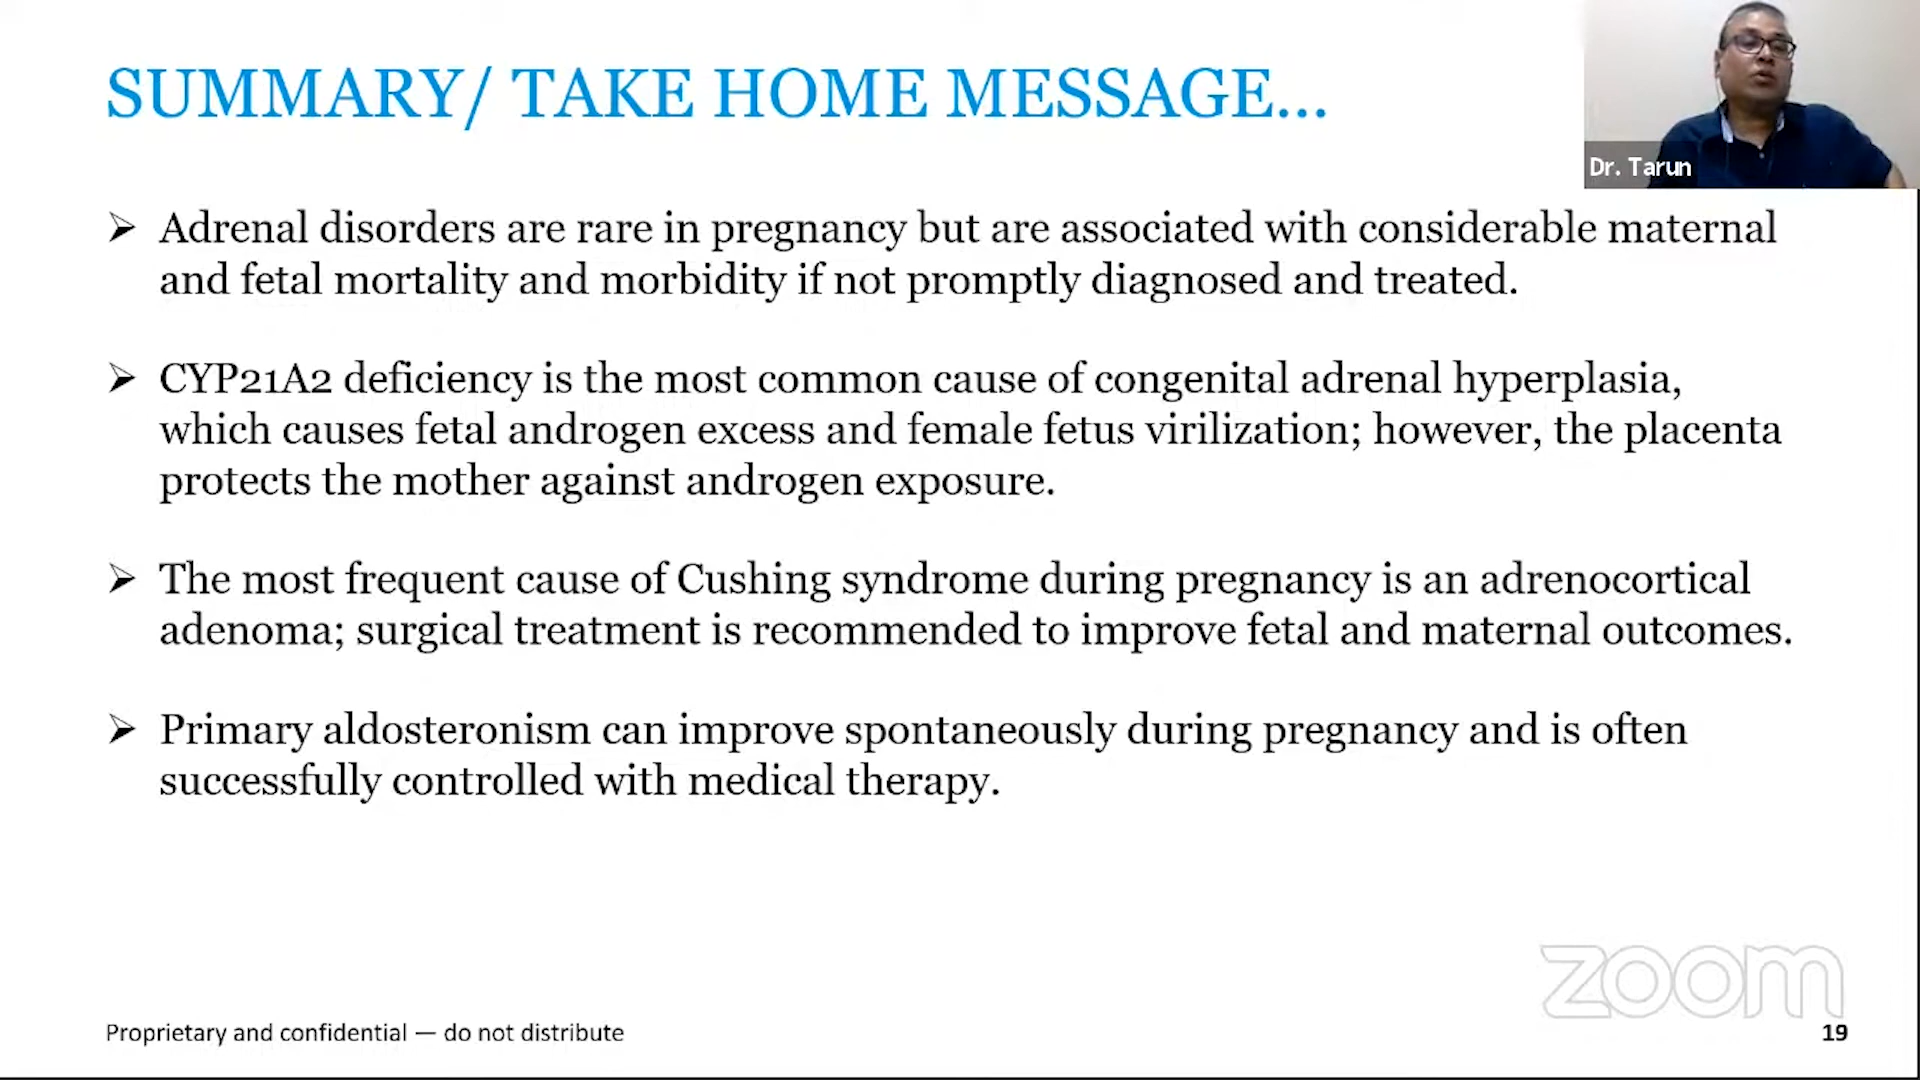 SUMMARY/ TAKE HOME MESSAGE...
Dr. Tarun
➢ Adrenal disorders are rare in pregnancy but are associated with considerable maternal
and fetal mortality and morbidity if not promptly diagnosed and treated.
➢ CYP21A2 deficiency is the most common cause of congenital adrenal hyperplasia,
which causes fetal androgen excess and female fetus virilization; however, the placenta
protects the mother against androgen exposure.
➢ The most frequent cause of Cushing syndrome during pregnancy is an adrenocortical
adenoma; surgical treatment is recommended to improve fetal and maternal outcomes.
➢ Primary aldosteronism can improve spontaneously during pregnancy and is often
successfully controlled with medical therapy.
zoom
Proprietary and confidential — do not distribute
19